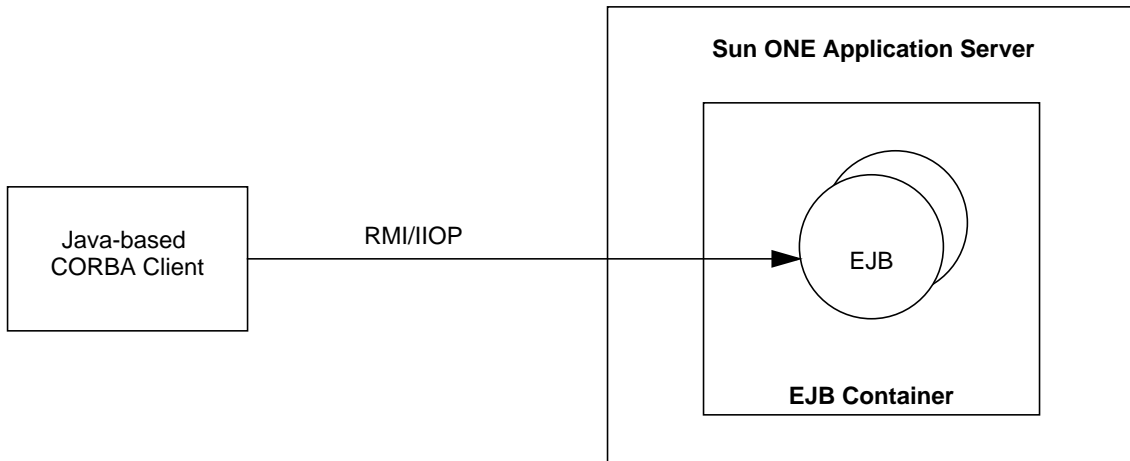 Sun ONE Application Server
Java-based
CORBA Client
RMI/IIOP
EJB
EJB Container